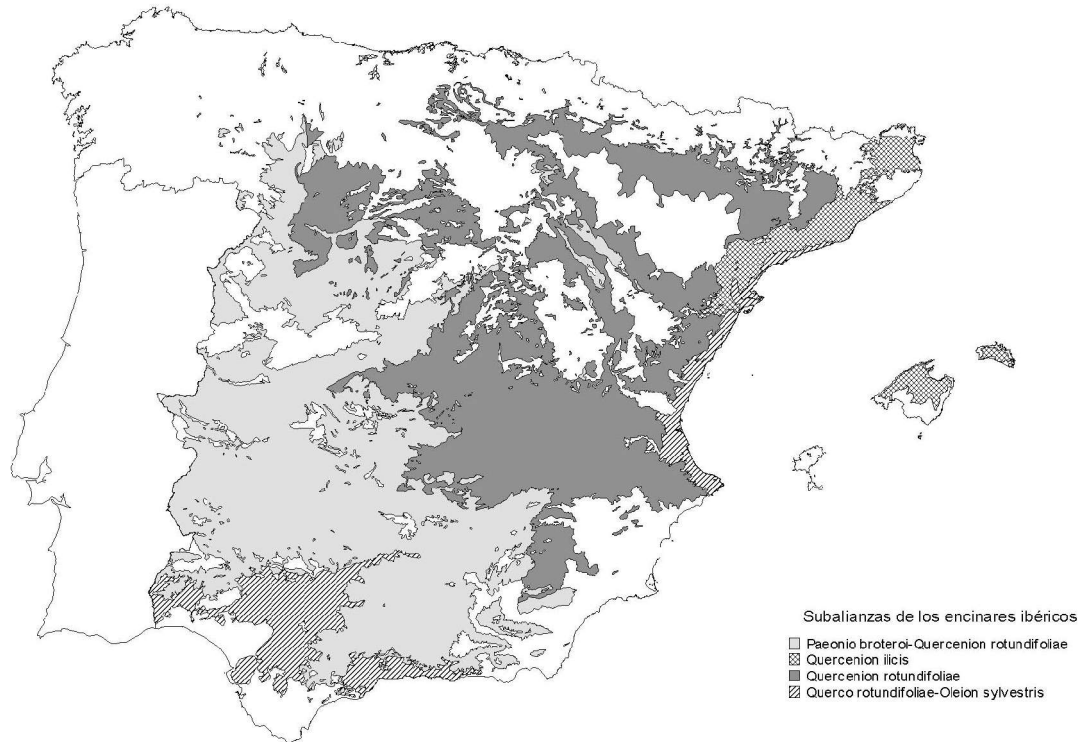 Subalianzas de los encinares ibéricos
Paeonio broteroi-Quercenion rotundifoliae
Quercenion ilicis
Quercenion rotundifoliae
Querco rotundifoliae-Oleion sylvestris